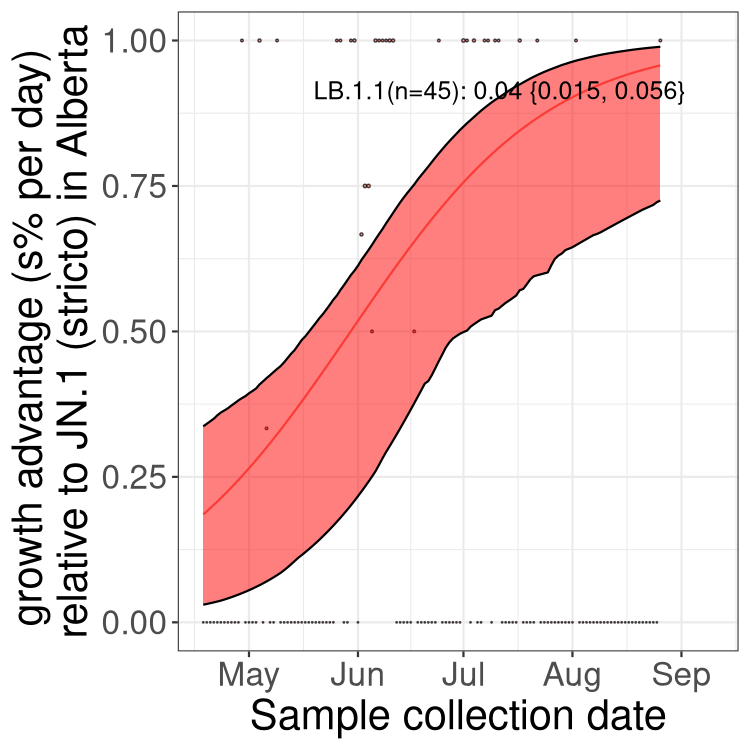 growth advantage (s% per day)
relative to JN.1 (stricto) in Alberta
1.00
0.75
0.50
0.25
0.00
LB.1.1(n=45): 0.04 {0.015, 0.056}
May Jun Jul Aug Sep
Sample collection date